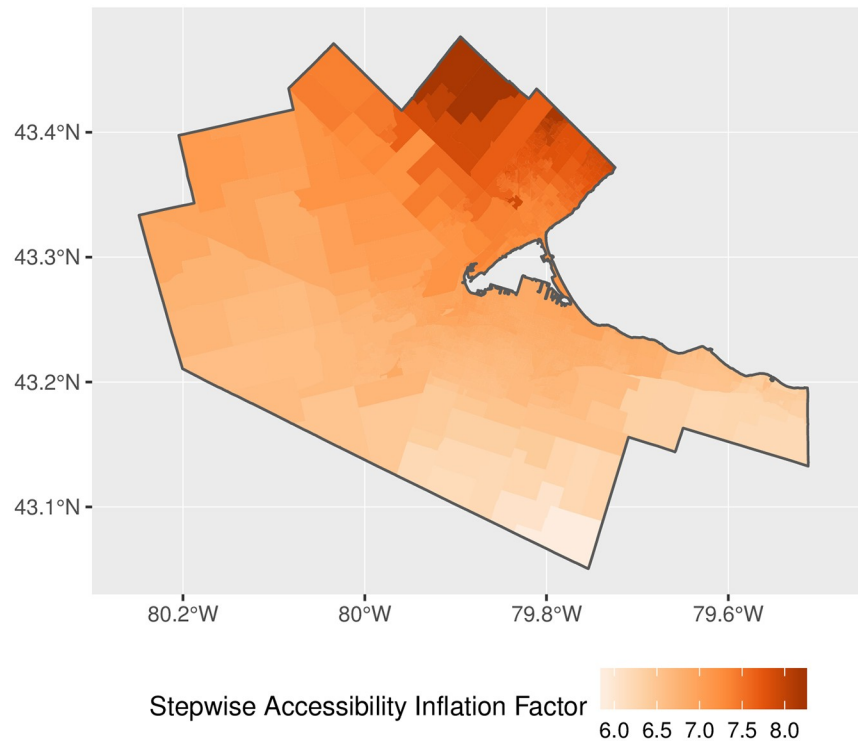 43.4°N
43.3°N
43.2°N
43.1°N
80.2°W 80°W 79.8°W 79.6°W
Stepwise Accessibility Inflation Factor
6.0 6.5 7.0 7.5 8.0